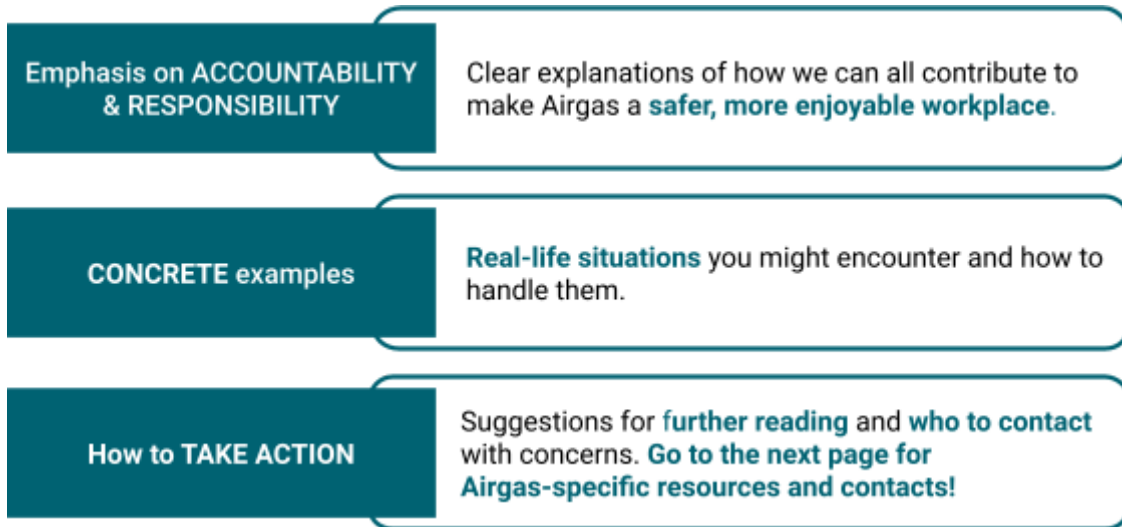 Emphasis on ACCOUNTABILITY
& RESPONSIBILITY
Clear explanations of how we can all contribute to
make Airgas a safer, more enjoyable workplace.
CONCRETE examples
Real-life situations you might encounter and how to
handle them.
How to TAKE ACTION
Suggestions for further reading and who to contact
with concerns. Go to the next page for
Airgas-specific resources and contacts!